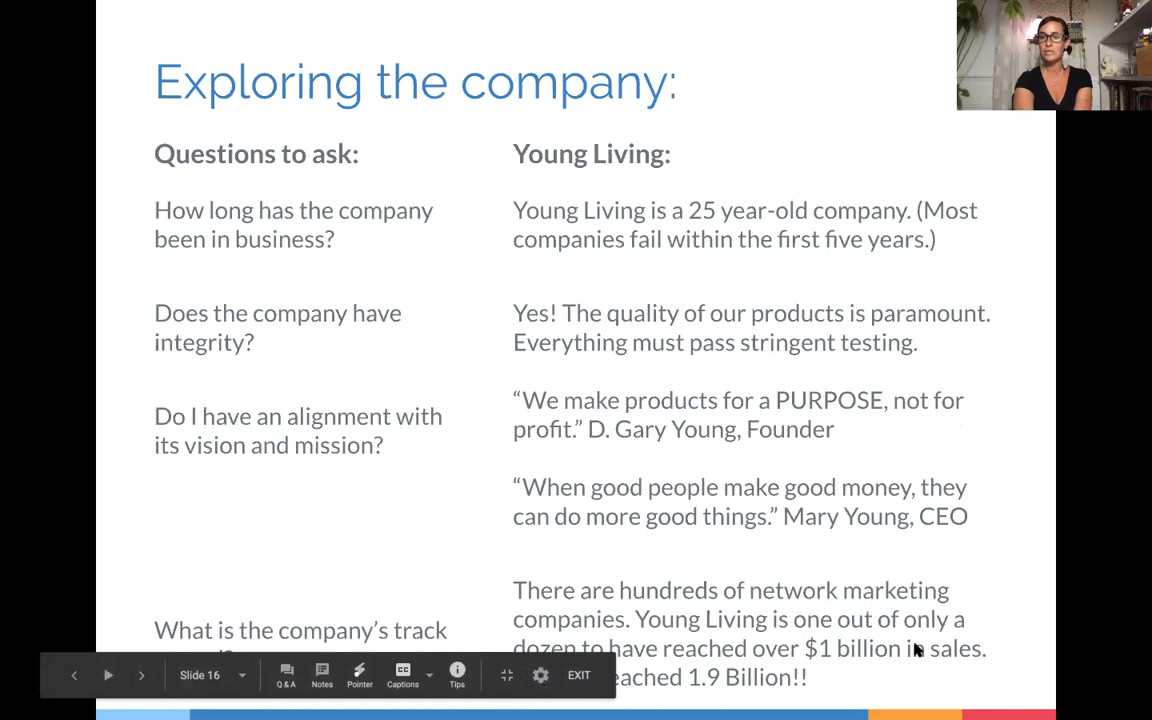 Exploring the company:
Questions to ask:
Young Living:
How long has the company
been in business?
Young Living is a 25 year-old company. (Most
companies fail within the first five years.)
Does the company have
integrity?
Yes! The quality of our products is paramount.
Everything must pass stringent testing.
Do I have an alignment with
its vision and mission?
“We make products for a PURPOSE, not for
profit.” D. Gary Young, Founder
“When good people make good money, they
can do more good things.” Mary Young, CEO
What is the company’s track
There are hundreds of network marketing
companies. Young Living is one out of only a
dozen to have reached over $1 billion in sales.
eached 1.9 Billion!!
Slide 16
Q & A
Notes
Pointer
Captions
Tips
EXIT